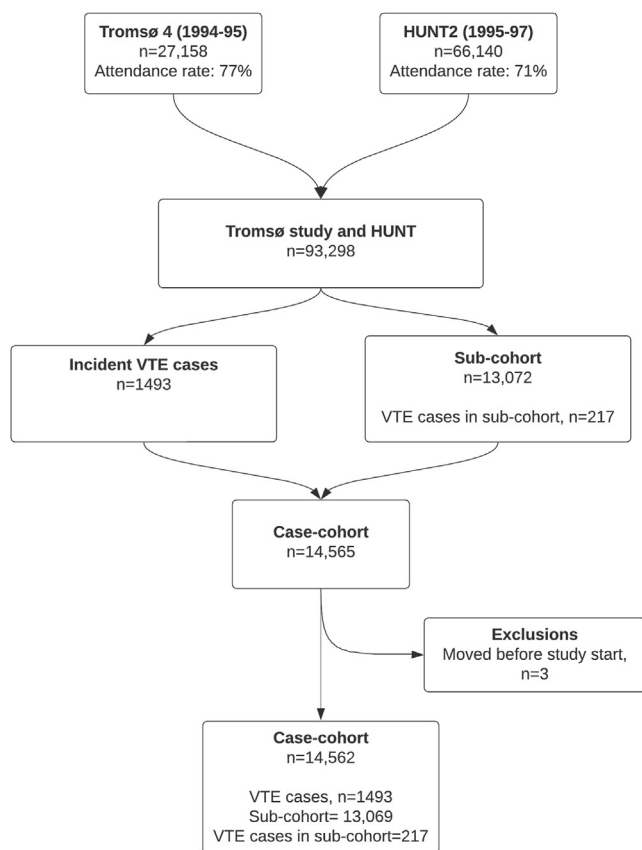 Tromsø 4 (1994-95)
n=27,158
Attendance rate: 77%
HUNT2 (1995-97)
n=66,140
Attendance rate: 71%
Tromsø study and HUNT
n=93,298
Incident VTE cases
n=1493
Sub-cohort
n=13,072
VTE cases in sub-cohort, n=217
Case-cohort
n=14,565
Exclusions
Moved before study start,
n=3
Case-cohort
n=14,562
VTE cases, n=1493
Sub-cohort= 13,069
VTE cases in sub-cohort=217